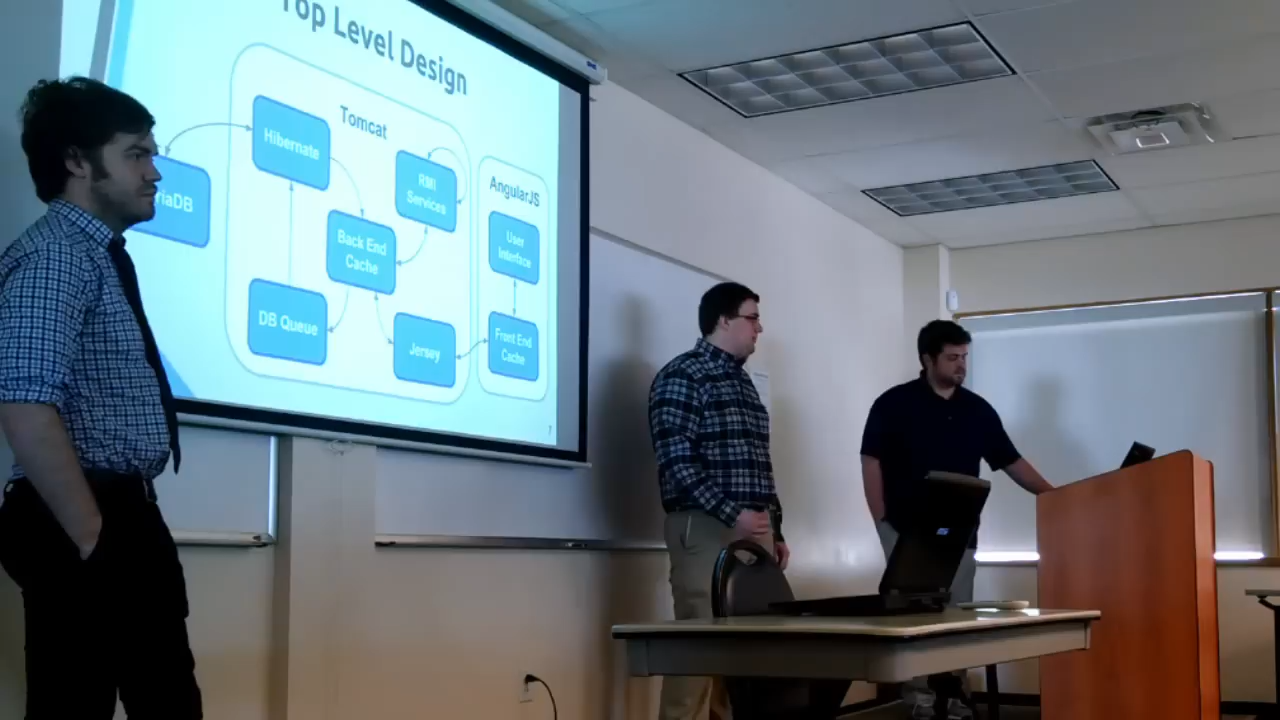 Top Level Design
Tomcat
Hibernate
RMI
Services
AngularJS
riaDB
User
Interface
Back End
Cache
DB Queue
Jersey
Front End
Cache
7